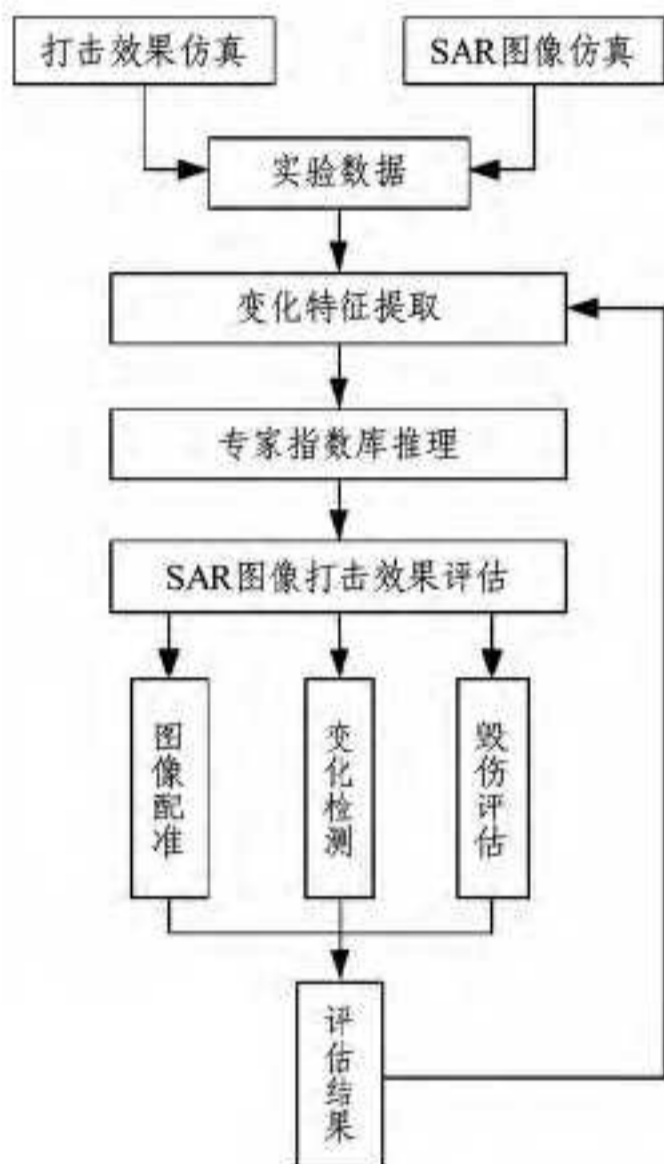 打击效果仿真
SAR图像仿真
实验数据
变化特征提取
专家指数库推理
SAR图像打击效果评估
图像配准
变化检测
毁伤评估
评估结果